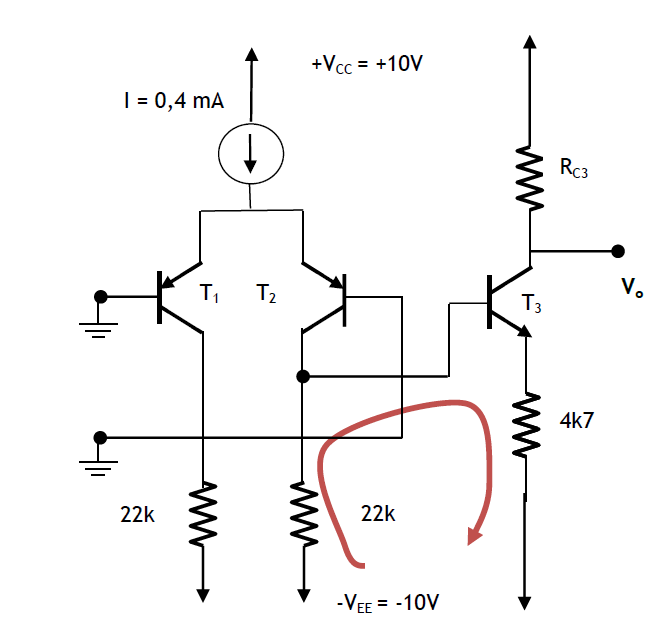 +VCC = +10V
I = 0,4 mA
RC3
T1
T2
T3
Vo
4k7
22k
22k
-VEE = -10V